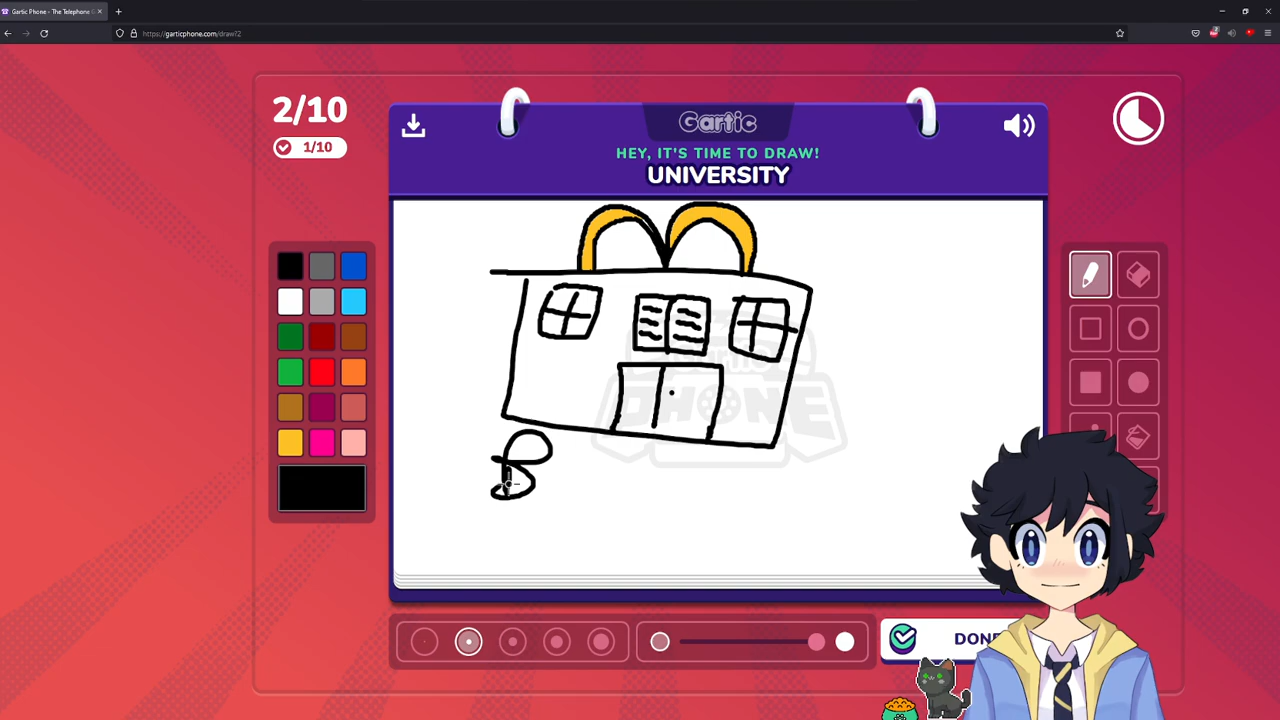 Gartic Phone - The Telephone G
https://garticphone.com/draw?2
2/10
1/10
Gartic
HEY, IT'S TIME TO DRAW!
UNIVERSITY
PHONE
B
DONE